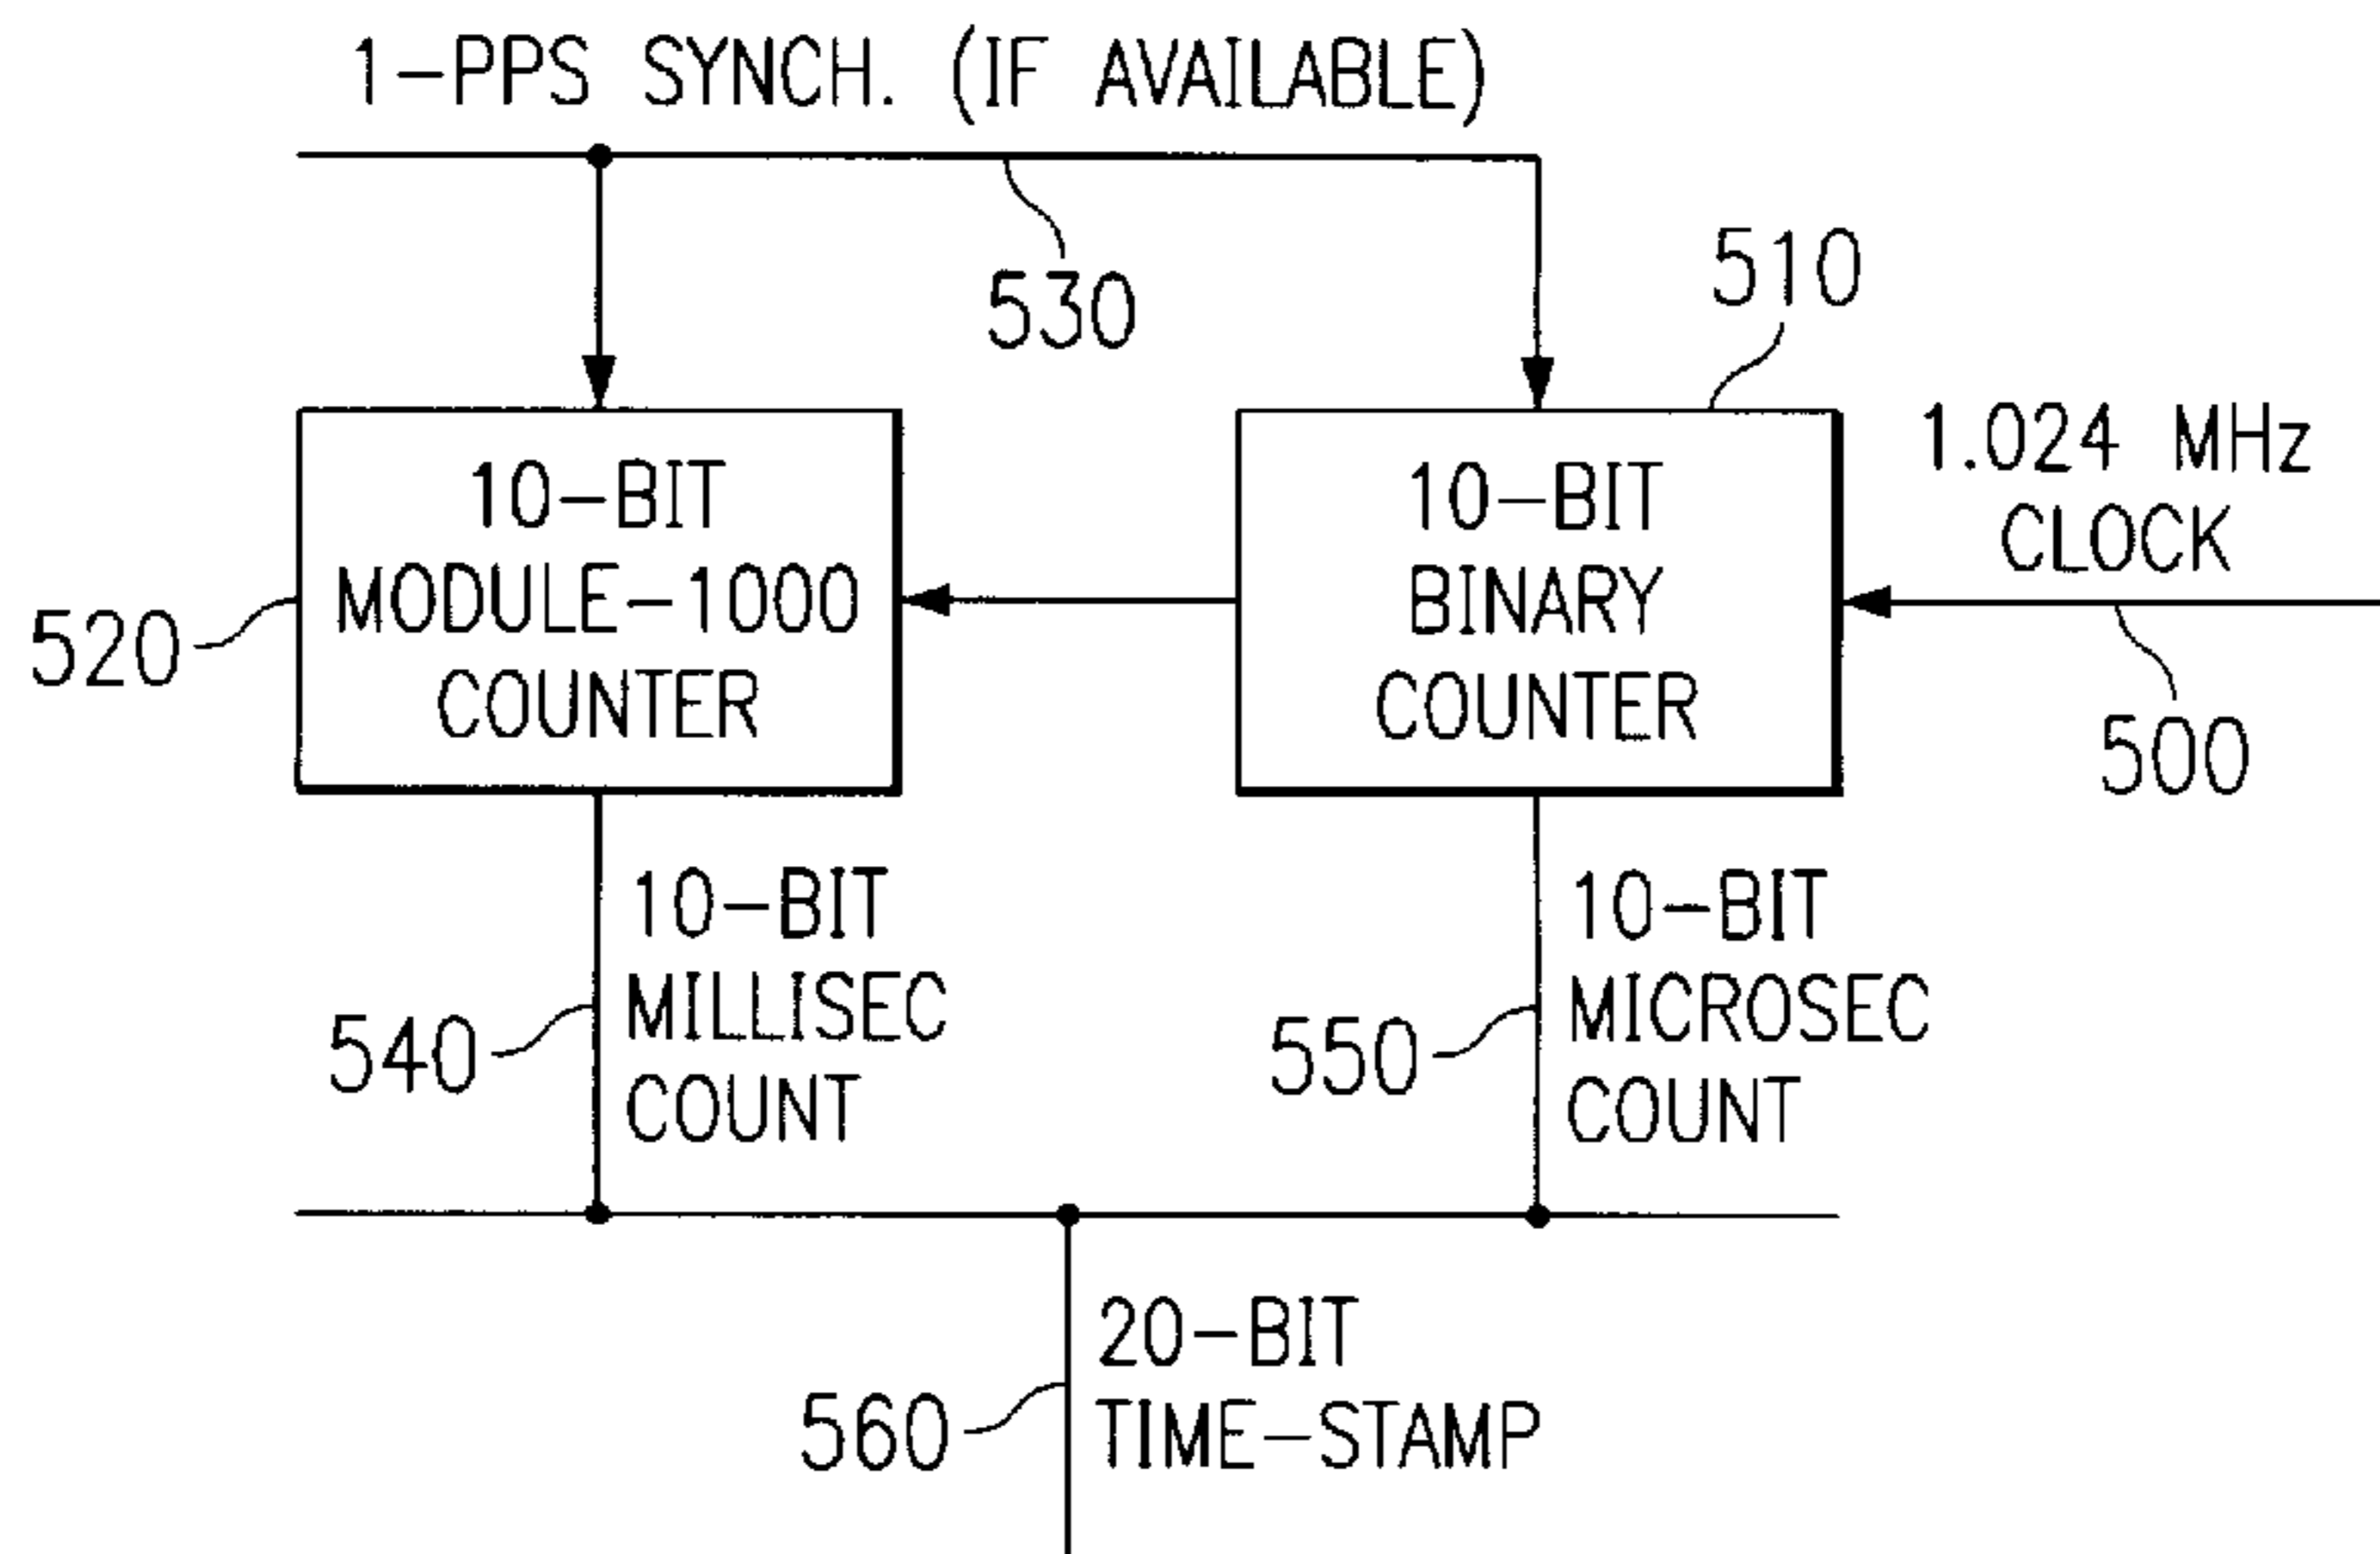 1-PPS SYNCH. (IF AVAILABLE)
530
510
1.024 MHz
CLOCK
500
10-BIT
MODULE-1000
COUNTER
520
10-BIT
BINARY
COUNTER
10-BIT
MILLISEC
COUNT
540
10-BIT
MICROSEC
COUNT
550
20-BIT
TIME-STAMP
560